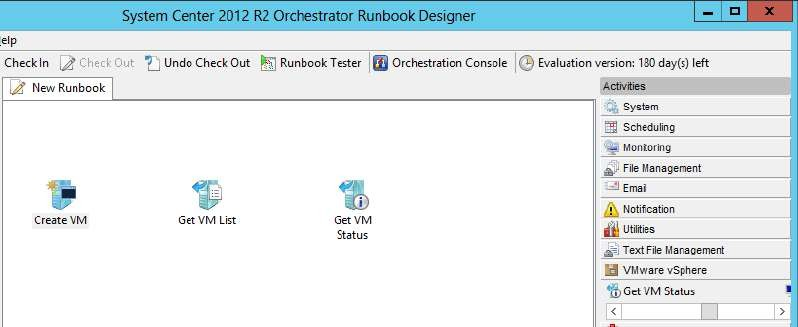 System Center 2012 R2 Orchestrator Runbook Designer
elp
Check In Check Out Undo Check Out Runbook Tester Orchestration Console Evaluation version: 180 day(s) left
New Runbook
Activities
System
Scheduling
Monitoring
File Management
Email
Notification
Utilities
Text File Management
VMware vSphere
Get VM Status
Create VM
Get VM List
Get VM
Status